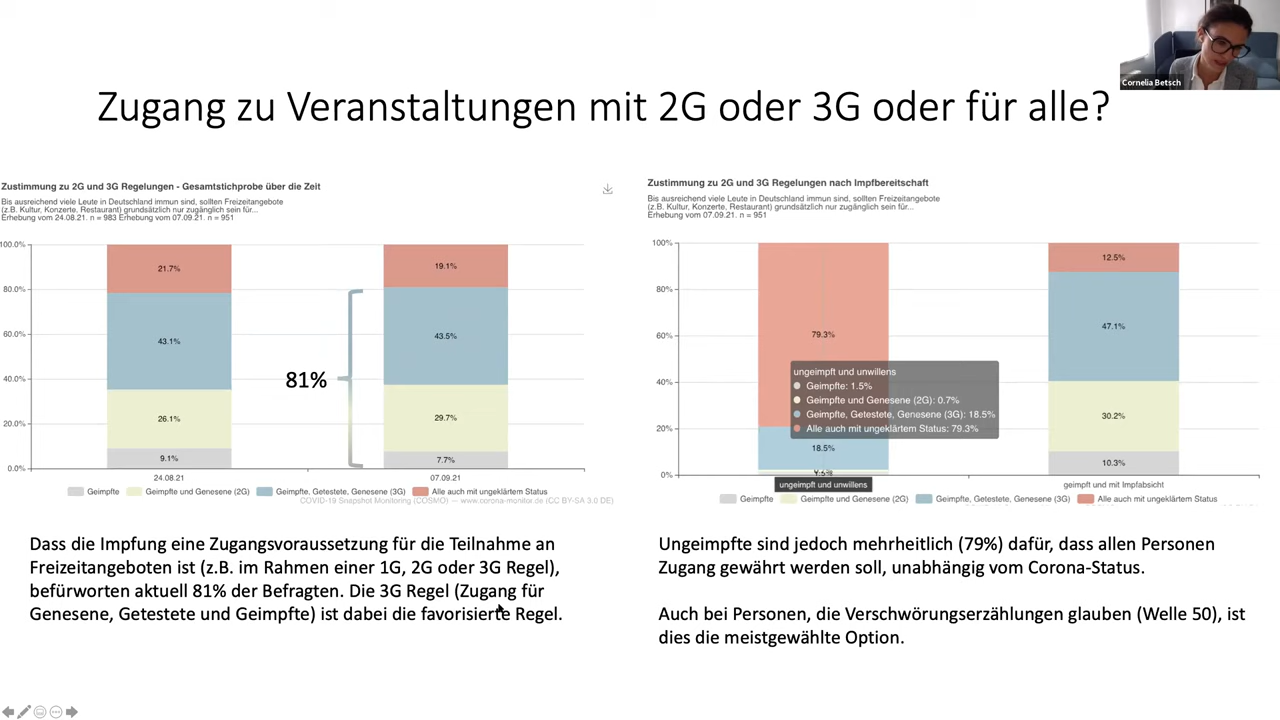 Cornelia Betsch
Zugang zu Veranstaltungen mit 2G oder 3G oder für alle?
Zustimmung zu 2G und 3G Regelungen - Gesamtstichprobe über die Zeit
Bis ausreichend viele Leute in Deutschland immun sind, sollten Freizeitangebote
(z.B. Kultur, Konzerte, Restaurant) grundsätzlich nur zugänglich sein für...
Erhebung vom 24.08.21. n = 983 Erhebung vom 07.09.21. n = 951
100.0%
80.0%
60.0%
40.0%
20.0%
0.0%
21.7%
43.1%
26.1%
9.1%
81%
19.1%
43.5%
29.7%
7.7%
24.08.21
07.09.21
Geimpfte
Geimpfte und Genesene (2G)
Geimpfte, Getestete, Genesene (3G)
Alle auch mit ungeklärtem Status
COVID-19 Snapshot Monitoring (COSMO) — www.corona-monitor.de (CC BY-SA 3.0 DE)
Dass die Impfung eine Zugangsvoraussetzung für die Teilnahme an
Freizeitangeboten ist (z.B. im Rahmen einer 1G, 2G oder 3G Regel),
befürworten aktuell 81% der Befragten. Die 3G Regel (Zugang für
Genesene, Getestete und Geimpfte) ist dabei die favorisierte Regel.
Zustimmung zu 2G und 3G Regelungen nach Impfbereitschaft
Bis ausreichend viele Leute in Deutschland immun sind, sollten Freizeitangebote
(z.B. Kultur, Konzerte, Restaurant) grundsätzlich nur zugänglich sein für...
Erhebung vom 07.09.21. n = 951
100%
80%
60%
40%
20%
0%
79.3%
18.5%
ungeimpft und unwillens
Geimpfte: 1.5%
Geimpfte und Genesene (2G): 0.7%
Geimpfte, Getestete, Genesene (3G): 18.5%
Alle auch mit ungeklärtem Status: 79.3%
12.5%
47.1%
30.2%
10.3%
ungeimpft und unwillens
geimpft und mit Impfabsicht
Geimpfte
Geimpfte und Genesene (2G)
Geimpfte, Getestete, Genesene (3G)
Alle auch mit ungeklärtem Status
Ungeimpfte sind jedoch mehrheitlich (79%) dafür, dass allen Personen
Zugang gewährt werden soll, unabhängig vom Corona-Status.
Auch bei Personen, die Verschwörungserzählungen glauben (Welle 50), ist
dies die meistgewählte Option.